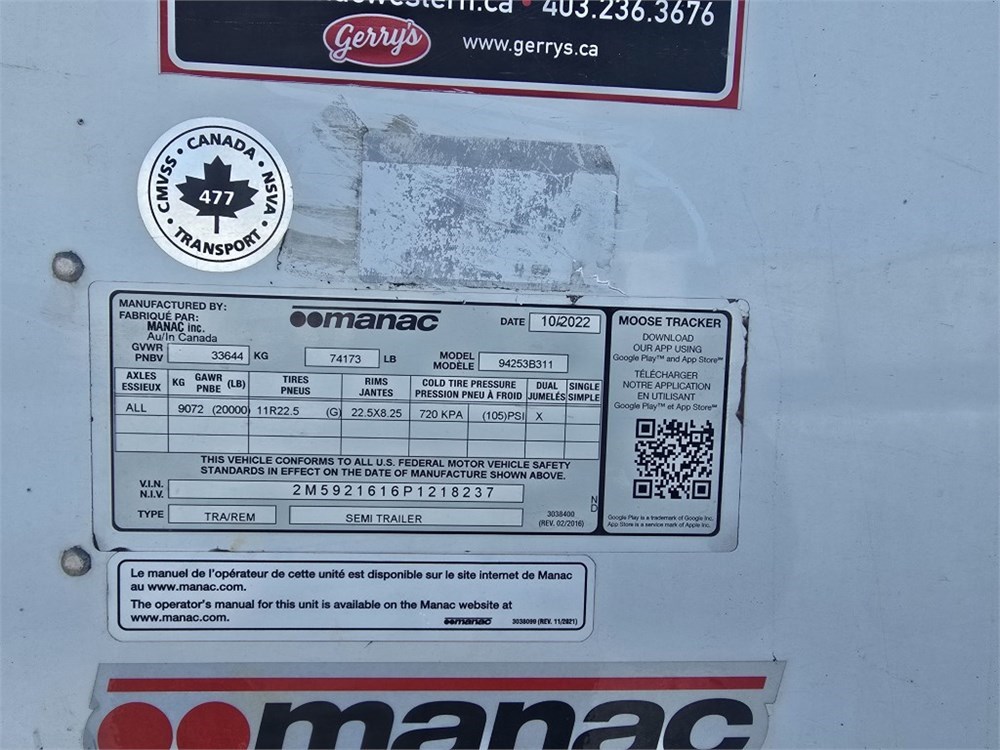 403.236.3676
Gerry's
www.gerrys.ca
CMVSS • CANADA • NSVA • TRANSPORT •
477
MANUFACTURED BY:
FABRIQUÉ PAR:
MANAC inc.
Au/In Canada
manac
DATE 10/2022
GVWR
PNBV 33644 KG 74173 LB
MODEL
MODÈLE 94253B311
AXLES
ESSIEUX
KG GAWR (LB)
PNBE
TIRES
PNEUS
RIMS
JANTES
COLD TIRE PRESSURE
PRESSION PNEU À FROID
DUAL
JUMELÉS
SINGLE
SIMPLE
ALL 9072 (20000) 11R22.5 (G) 22.5X8.25 720 KPA (105)PSI X
THIS VEHICLE CONFORMS TO ALL U.S. FEDERAL MOTOR VEHICLE SAFETY
STANDARDS IN EFFECT ON THE DATE OF MANUFACTURE SHOWN ABOVE.
V.I.N.
N.I.V. 2M5921616P1218237
TYPE TRA/REM SEMI TRAILER
3038400
(REV. 02/2016)
ND
MOOSE TRACKER
DOWNLOAD
OUR APP USING
Google Play™ and App Store℠
TÉLÉCHARGER
NOTRE APPLICATION
EN UTILISANT
Google Play™ et App Store℠
Google Play is a trademark of Google Inc.
App Store is a service mark of Apple Inc.
Le manuel de l'opérateur de cette unité est disponible sur le site internet de Manac
au www.manac.com.
The operator's manual for this unit is available on the Manac website at
www.manac.com.
manac 3038099 (REV. 11/2021)
manac